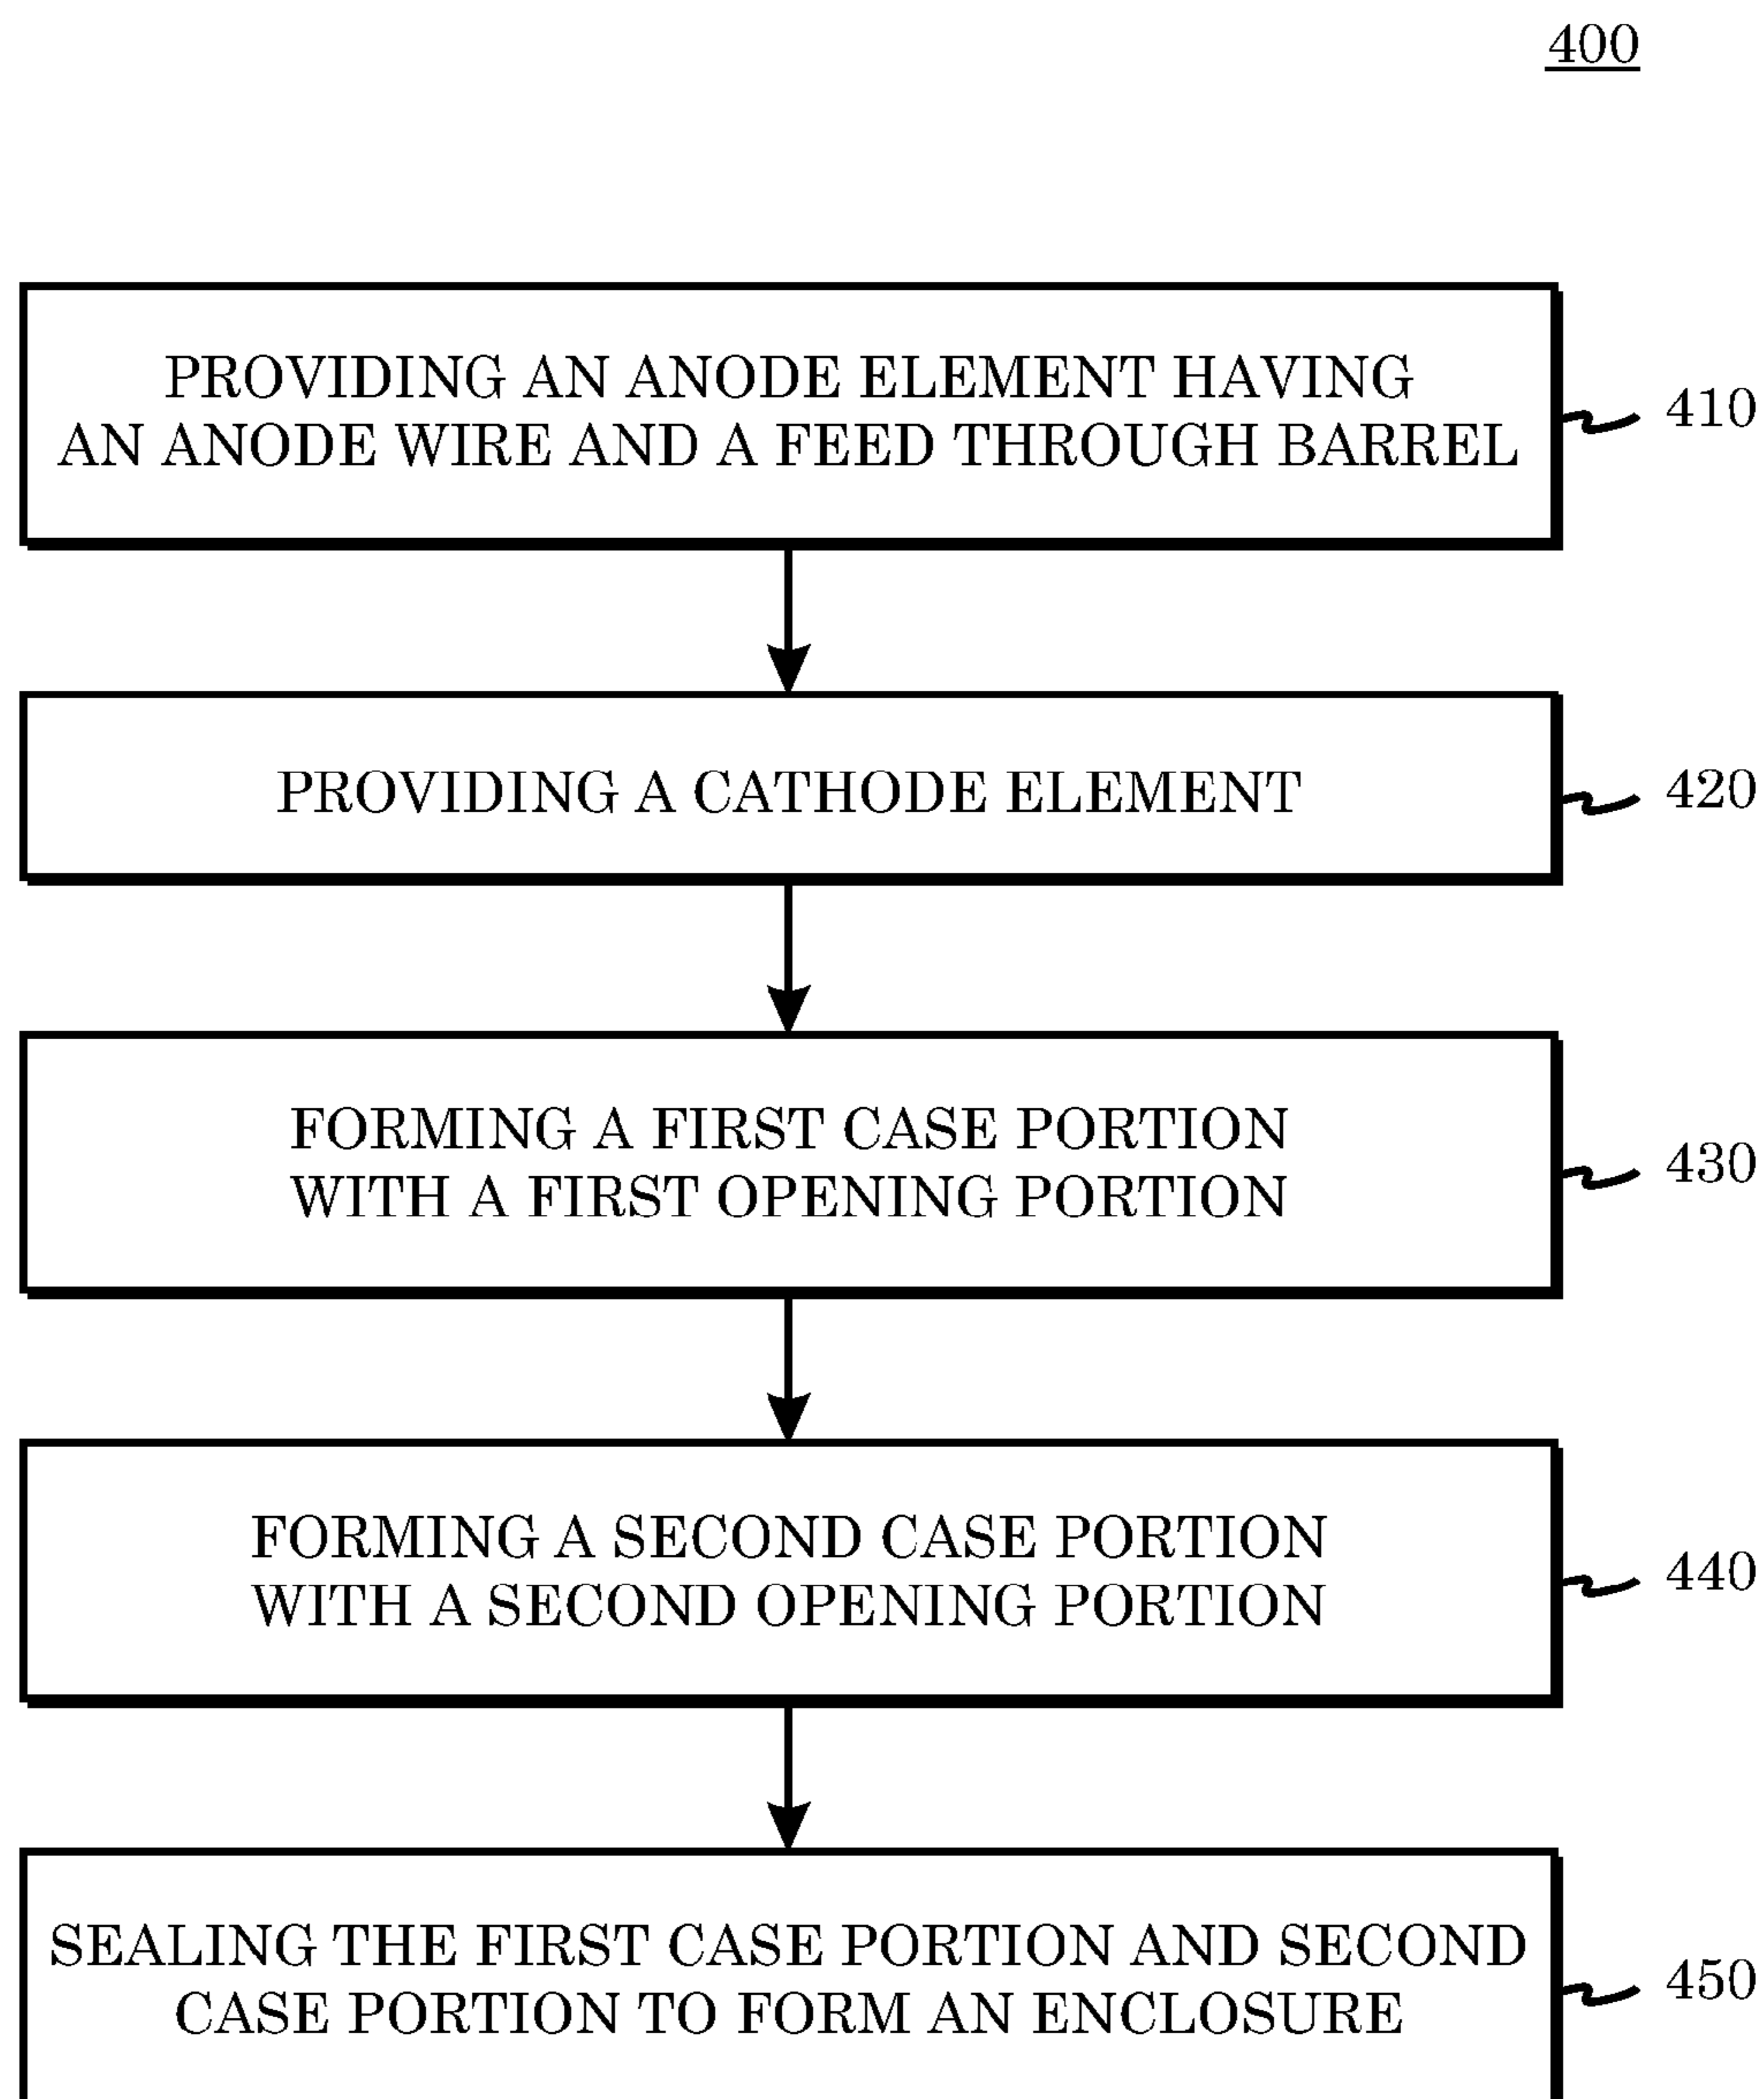 400
PROVIDING AN ANODE ELEMENT HAVING
AN ANODE WIRE AND A FEED THROUGH BARREL
410
PROVIDING A CATHODE ELEMENT
420
FORMING A FIRST CASE PORTION
WITH A FIRST OPENING PORTION
430
FORMING A SECOND CASE PORTION
WITH A SECOND OPENING PORTION
440
SEALING THE FIRST CASE PORTION AND SECOND
CASE PORTION TO FORM AN ENCLOSURE
450